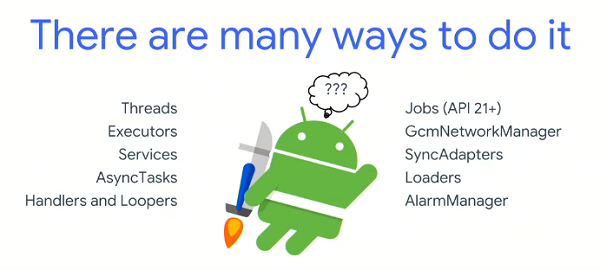 There are many ways to do it
???
Threads
Executors
Services
AsyncTasks
Handlers and Loopers
Jobs (API 21+)
GcmNetworkManager
SyncAdapters
Loaders
AlarmManager